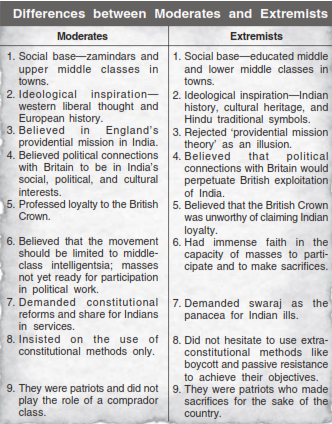 Differences between Moderates and Extremists
Moderates
1. Social base—zamindars and
upper middle classes in
towns.
2. Ideological inspiration—
western liberal thought and
European history.
3. Believed in England's
providential mission in India.
4. Believed political connections
with Britain to be in India's
social, political, and cultural
interests.
5. Professed loyalty to the British
Crown.
6. Believed that the movement
should be limited to middle-
class intelligentsia; masses
not yet ready for participation
in political work.
7. Demanded constitutional
reforms and share for Indians
in services.
8. Insisted on the use of
constitutional methods only.
9. They were patriots and did not
play the role of a comprador
class.
Extremists
1. Social base—educated middle
and lower middle classes in
towns.
2. Ideological inspiration—Indian
history, cultural heritage, and
Hindu traditional symbols.
3. Rejected 'providential mission
theory' as an illusion.
4. Believed that political
connections with Britain would
perpetuate British exploitation
of India.
5. Believed that the British Crown
was unworthy of claiming Indian
loyalty.
6. Had immense faith in the
capacity of masses to parti-
cipate and to make sacrifices.
7. Demanded swaraj as the
panacea for Indian ills.
8. Did not hesitate to use extra-
constitutional methods like
boycott and passive resistance
to achieve their objectives.
9. They were patriots who made
sacrifices for the sake of the
country.